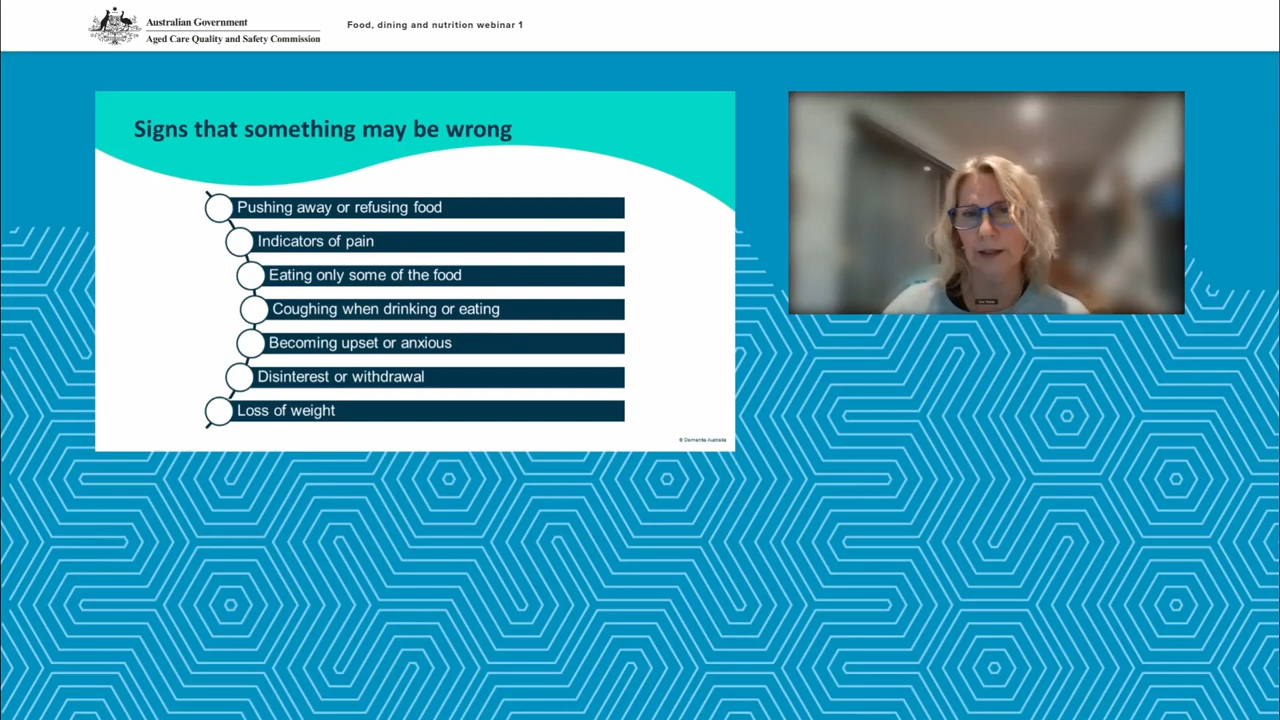 Australian Government
Aged Care Quality and Safety Commission
Food, dining and nutrition webinar 1
Signs that something may be wrong
Pushing away or refusing food
Indicators of pain
Eating only some of the food
Coughing when drinking or eating
Becoming upset or anxious
Disinterest or withdrawal
Loss of weight
© Dementia Australia